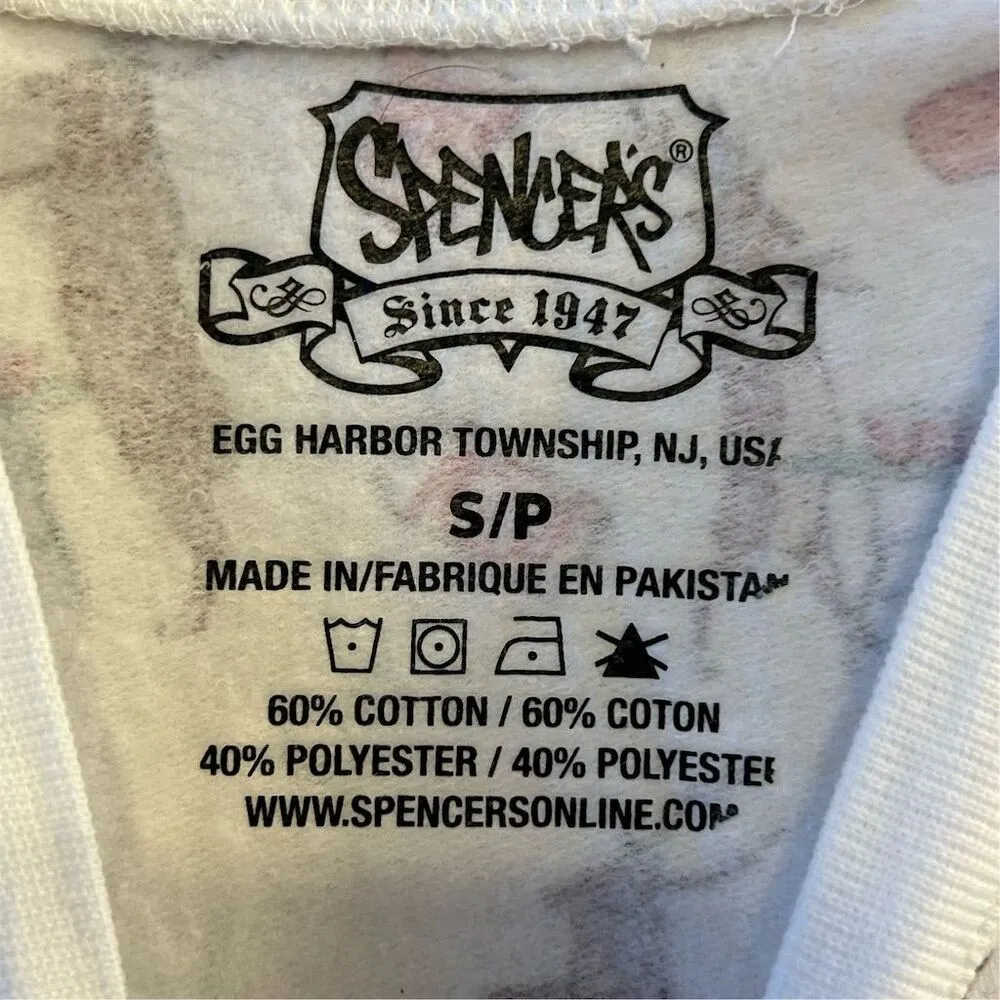 SPENCER'S®
Since 1947
EGG HARBOR TOWNSHIP, NJ, USA
S/P
MADE IN/FABRIQUE EN PAKISTAN
60% COTTON / 60% COTON
40% POLYESTER / 40% POLYESTER
WWW.SPENCERSONLINE.COM